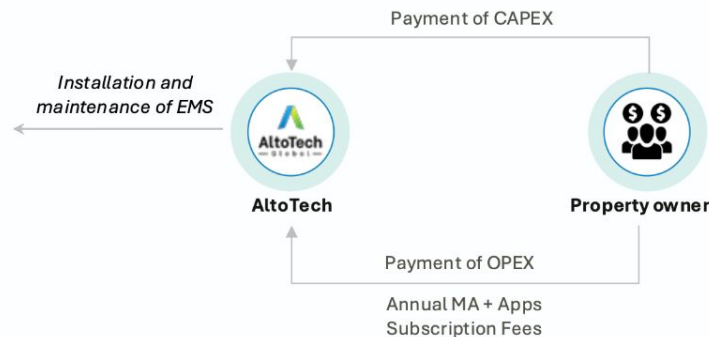 Payment of CAPEX
Installation and
maintenance of EMS
AltoTech
Global
$ $
AltoTech
Property owner
Payment of OPEX
Annual MA + Apps
Subscription Fees